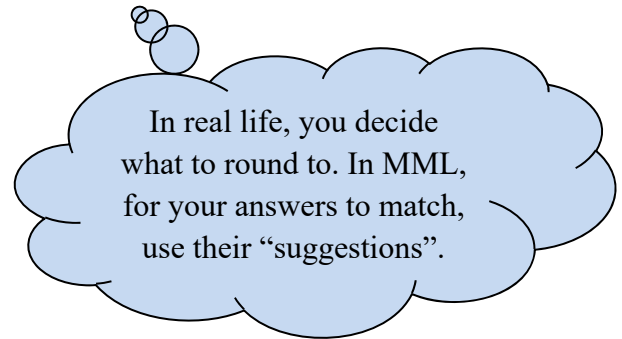 In real life, you decide
what to round to. In MML,
for your answers to match,
use their “suggestions”.